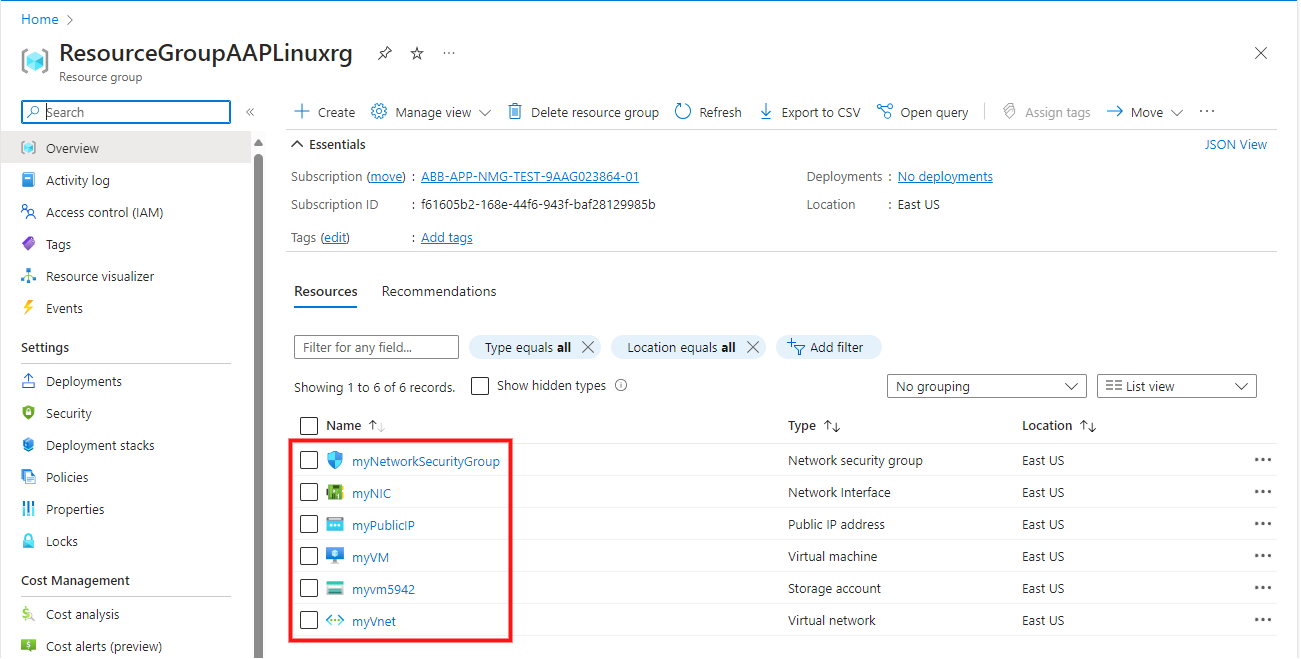 Home
ResourceGroupAAPLinuxrg
Resource group
Search
Overview
Activity log
Access control (IAM)
Tags
Resource visualizer
Events
Settings
Deployments
Security
Deployment stacks
Policies
Properties
Locks
Cost Management
Cost analysis
Cost alerts (preview)
Create Manage view Delete resource group Refresh Export to CSV Open query Assign tags Move
Essentials JSON View
Subscription (move) : ABB-APP-NMG-TEST-9AAG023864-01 Deployments : No deployments
Subscription ID : f61605b2-168e-44f6-943f-baf28129985b Location : East US
Tags (edit) : Add tags
Resources Recommendations
Filter for any field... Type equals all Location equals all Add filter
Showing 1 to 6 of 6 records. Show hidden types No grouping List view
Name Type Location
myNetworkSecurityGroup Network security group East US
myNIC Network Interface East US
myPublicIP Public IP address East US
myVM Virtual machine East US
myvm5942 Storage account East US
myVnet Virtual network East US